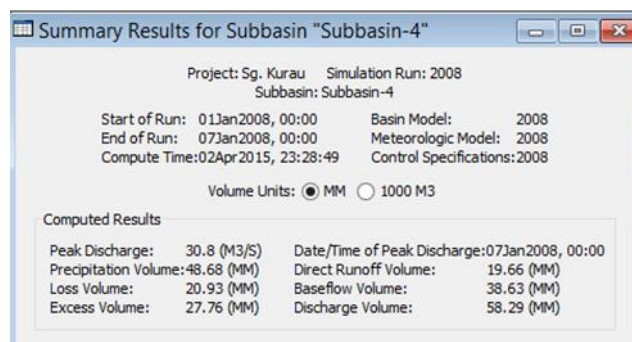 Summary Results for Subbasin "Subbasin-4"
Project: Sg. Kurau Simulation Run: 2008
Subbasin: Subbasin-4
Start of Run: 01Jan2008, 00:00 Basin Model: 2008
End of Run: 07Jan2008, 00:00 Meteorologic Model: 2008
Compute Time:02Apr2015, 23:28:49 Control Specifications:2008
Volume Units: MM 1000 M3
Computed Results
Peak Discharge: 30.8 (M3/S) Date/Time of Peak Discharge:07Jan2008, 00:00
Precipitation Volume:48.68 (MM) Direct Runoff Volume: 19.66 (MM)
Loss Volume: 20.93 (MM) Baseflow Volume: 38.63 (MM)
Excess Volume: 27.76 (MM) Discharge Volume: 58.29 (MM)